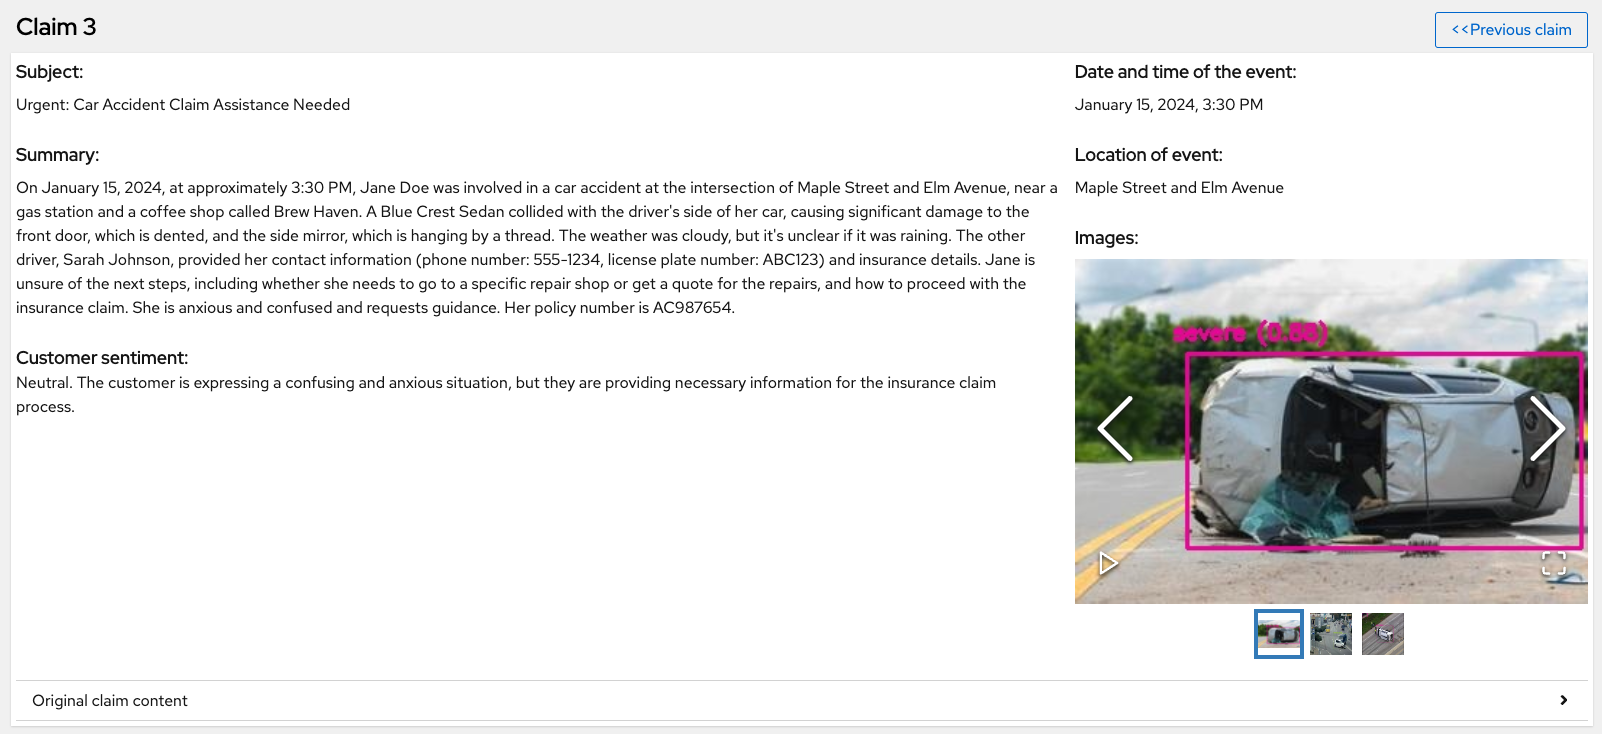 Claim 3
<<Previous claim
Subject:
Urgent: Car Accident Claim Assistance Needed
Summary:
On January 15, 2024, at approximately 3:30 PM, Jane Doe was involved in a car accident at the intersection of Maple Street and Elm Avenue, near a
gas station and a coffee shop called Brew Haven. A Blue Crest Sedan collided with the driver's side of her car, causing significant damage to the
front door, which is dented, and the side mirror, which is hanging by a thread. The weather was cloudy, but it's unclear if it was raining. The other
driver, Sarah Johnson, provided her contact information (phone number: 555-1234, license plate number: ABC123) and insurance details. Jane is
unsure of the next steps, including whether she needs to go to a specific repair shop or get a quote for the repairs, and how to proceed with the
insurance claim. She is anxious and confused and requests guidance. Her policy number is AC987654.
Customer sentiment:
Neutral. The customer is expressing a confusing and anxious situation, but they are providing necessary information for the insurance claim
process.
Date and time of the event:
January 15, 2024, 3:30 PM
Location of event:
Maple Street and Elm Avenue
Images:
severe
Original claim content